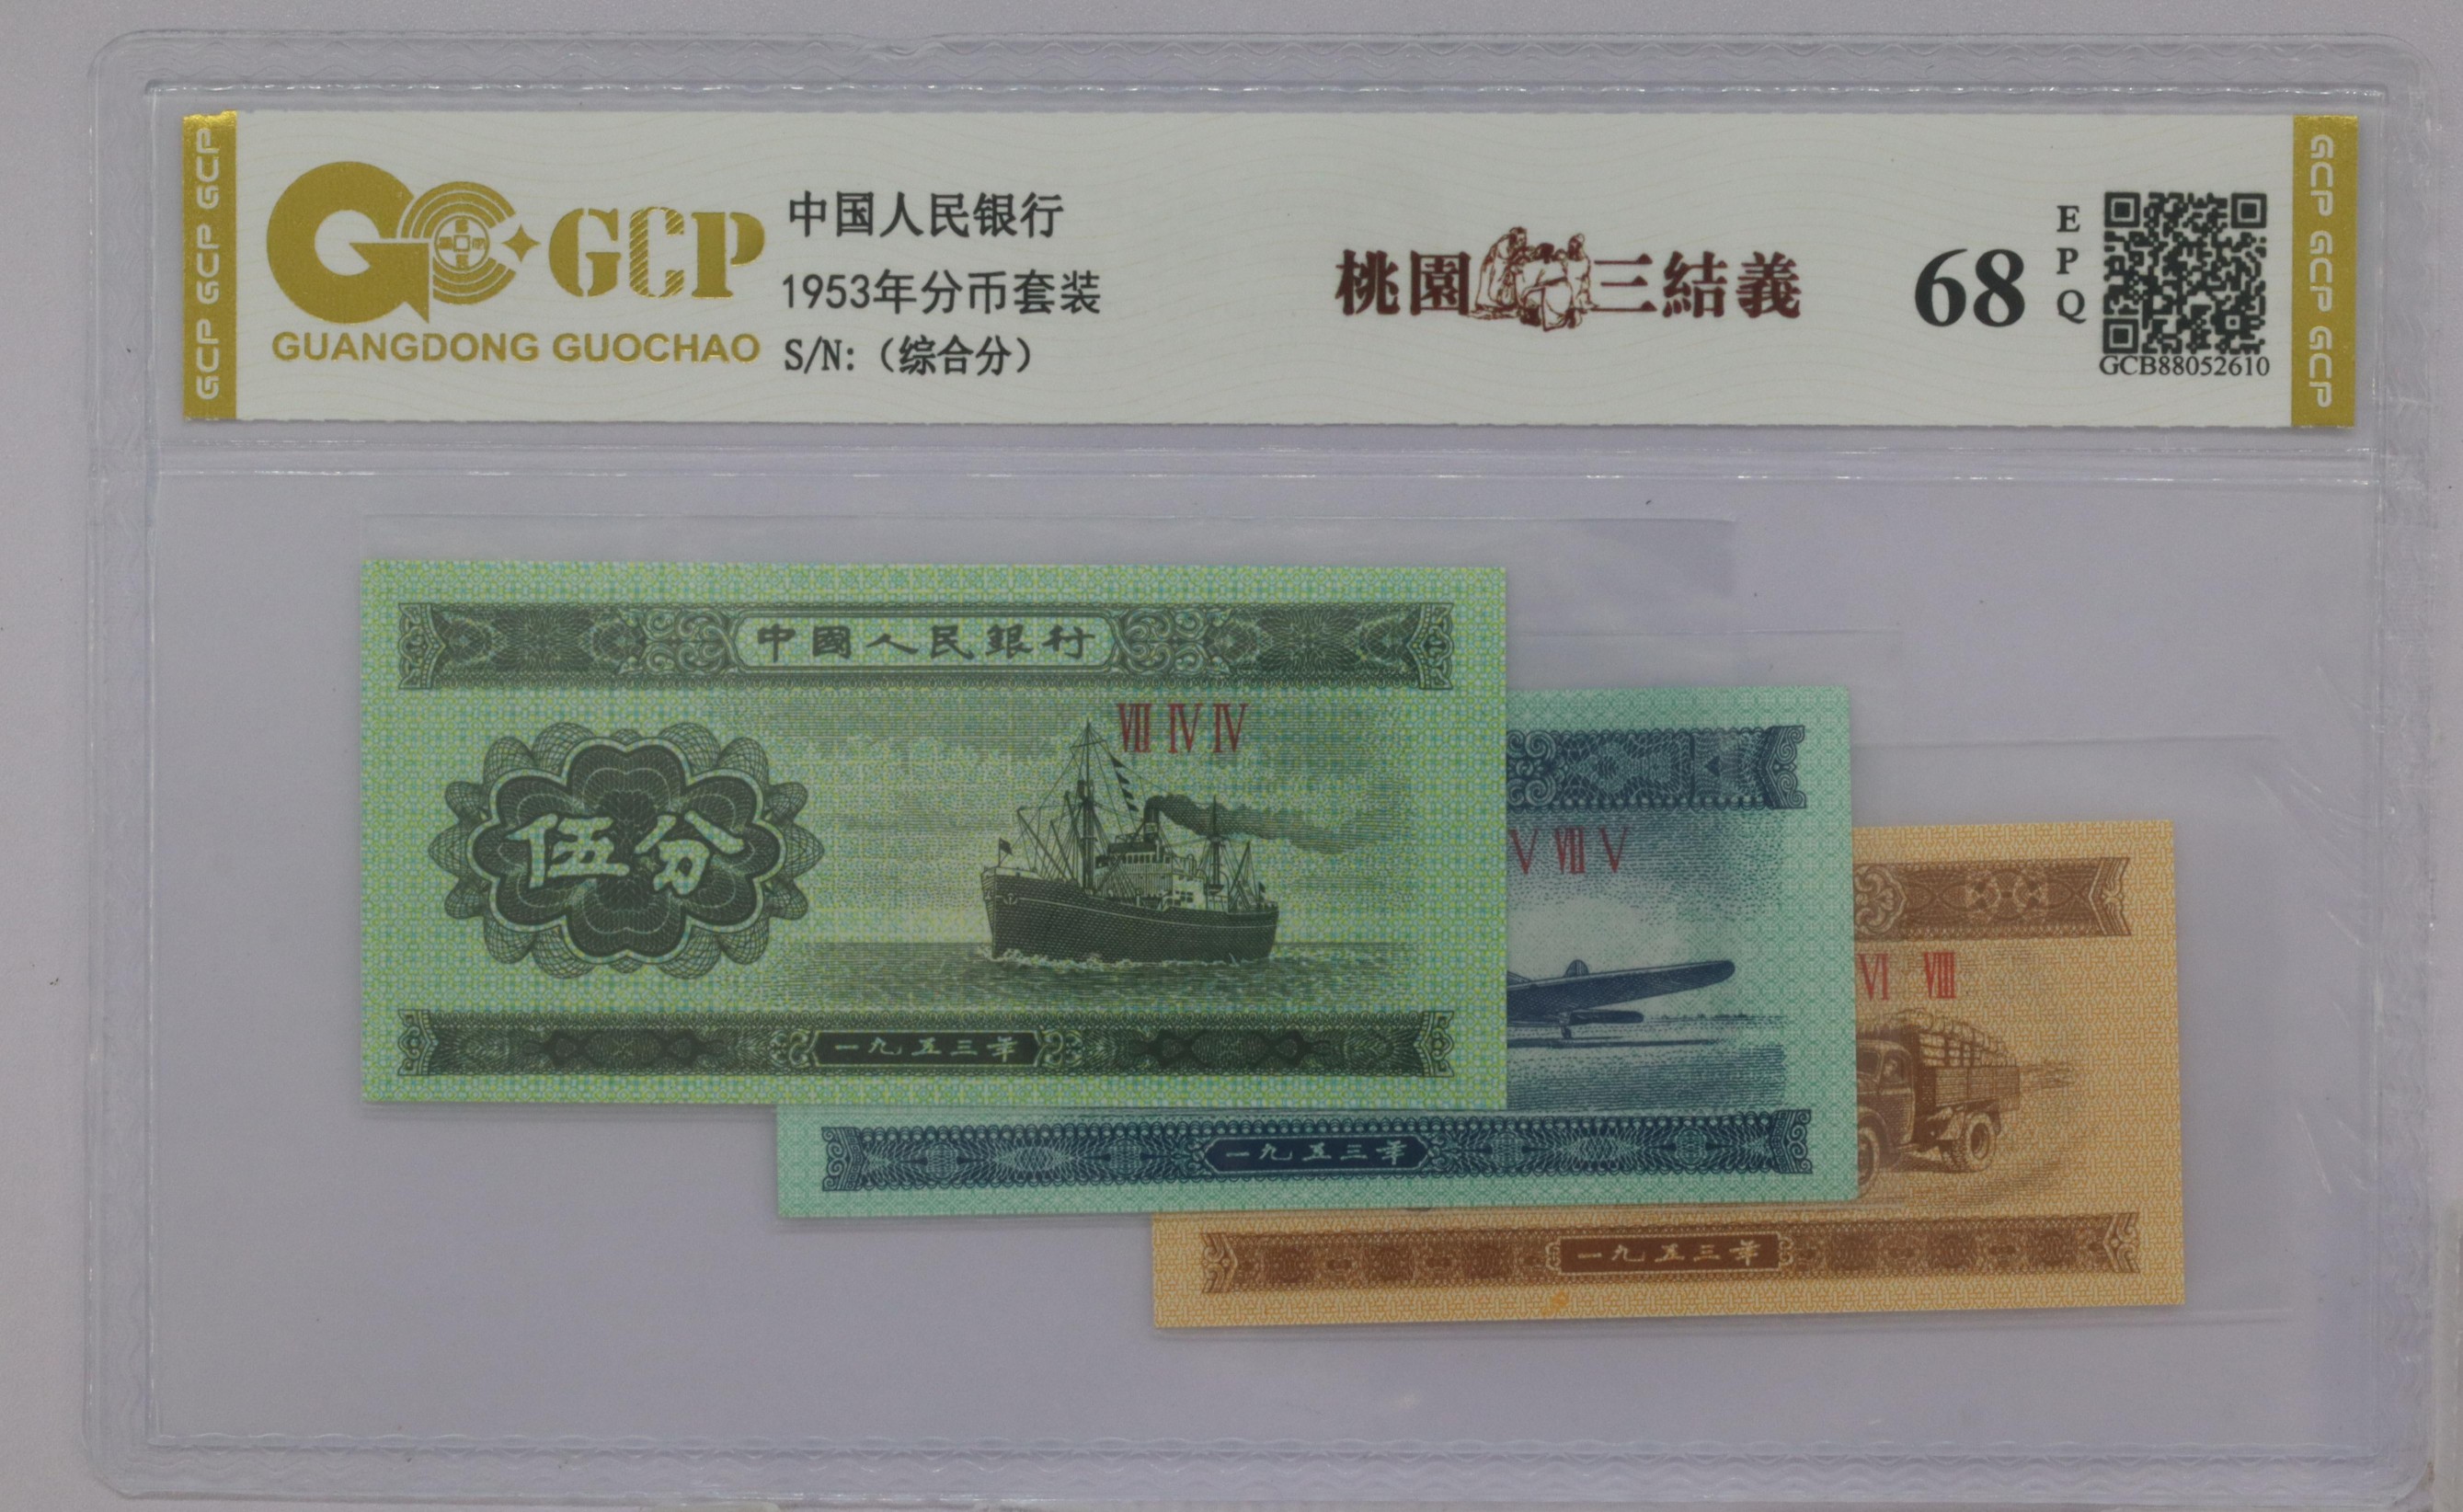 GCP GCP GCP
GCP
GUANGDONG GUOCHAO
中国人民银行
1953年分币套装
S/N:（综合分）
桃園三結義
68
EPQ
GCB88052610
GCP GCP GCP
中國人民銀行
VIII IV IV
伍分
一九五三年
V VIII V
一九五三年
VI VIII
一九五三年